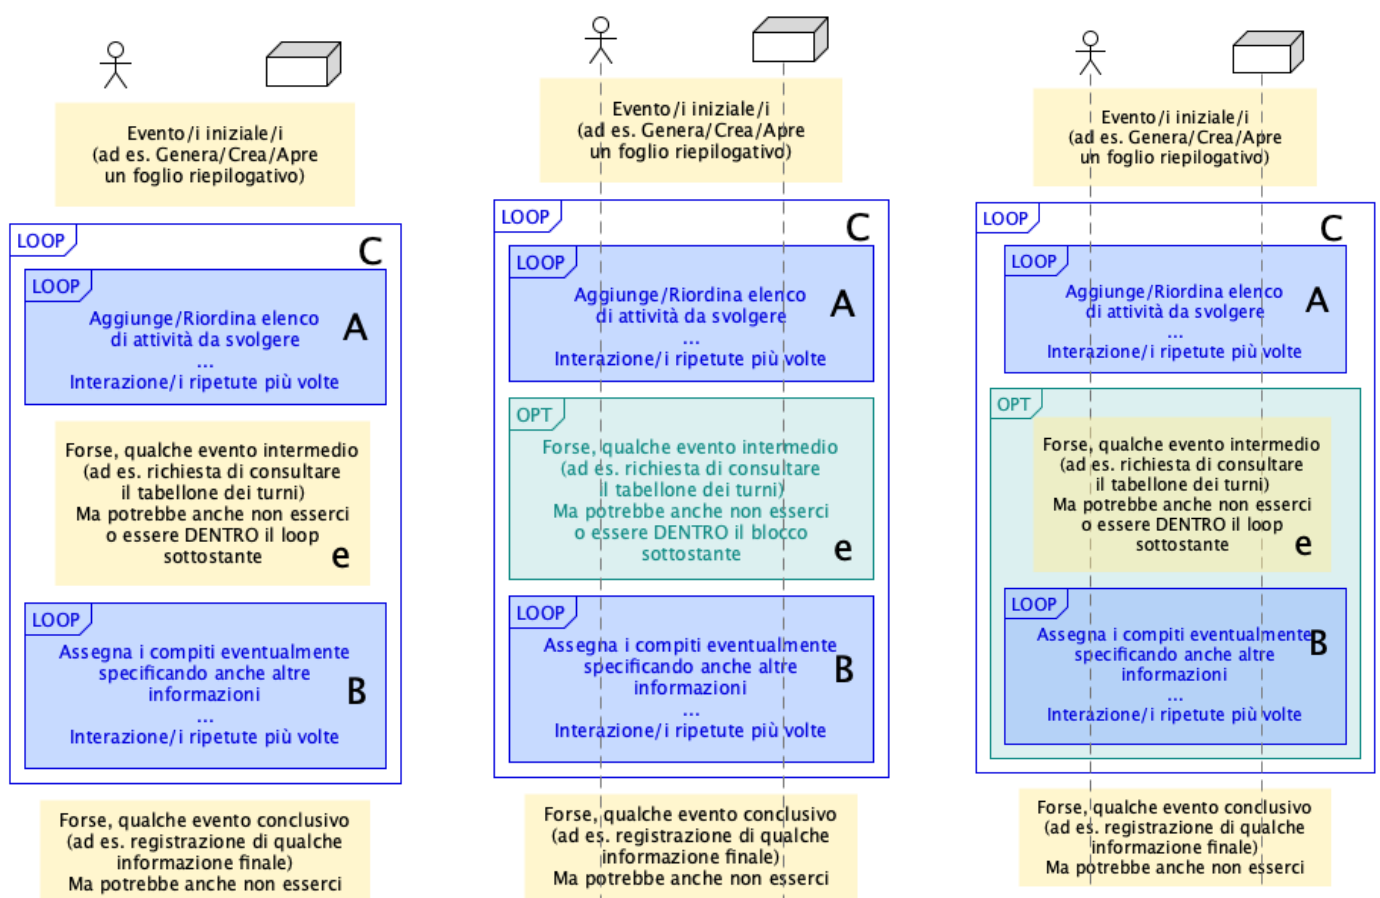 Evento/i iniziale/i
(ad es. Genera/Crea/Apre
un foglio riepilogativo)
LOOP
C
LOOP
Aggiunge/Riordina elenco
di attività da svolgere
...
Interazione/i ripetute più volte
A
Forse, qualche evento intermedio
(ad es. richiesta di consultare
il tabellone dei turni)
Ma potrebbe anche non esserci
o essere DENTRO il loop
sottostante
e
LOOP
Assegna i compiti eventualmente
specificando anche altre
informazioni
...
Interazione/i ripetute più volte
B
Forse, qualche evento conclusivo
(ad es. registrazione di qualche
informazione finale)
Ma potrebbe anche non esserci
Evento/i iniziale/i
(ad es. Genera/Crea/Apre
un foglio riepilogativo)
LOOP
C
LOOP
Aggiunge/Riordina elenco
di attività da svolgere
...
Interazione/i ripetute più volte
A
OPT
Forse, qualche evento intermedio
(ad es. richiesta di consultare
il tabellone dei turni)
Ma potrebbe anche non esserci
o essere DENTRO il blocco
sottostante
e
LOOP
Assegna i compiti eventualmente
specificando anche altre
informazioni
...
Interazione/i ripetute più volte
B
Forse, qualche evento conclusivo
(ad es. registrazione di qualche
informazione finale)
Ma potrebbe anche non esserci
Evento/i iniziale/i
(ad es. Genera/Crea/Apre
un foglio riepilogativo)
LOOP
C
LOOP
Aggiunge/Riordina elenco
di attività da svolgere
...
Interazione/i ripetute più volte
A
OPT
Forse, qualche evento intermedio
(ad es. richiesta di consultare
il tabellone dei turni)
Ma potrebbe anche non esserci
o essere DENTRO il loop
sottostante
e
LOOP
Assegna i compiti eventualmente
specificando anche altre
informazioni
...
Interazione/i ripetute più volte
B
Forse, qualche evento conclusivo
(ad es. registrazione di qualche
informazione finale)
Ma potrebbe anche non esserci